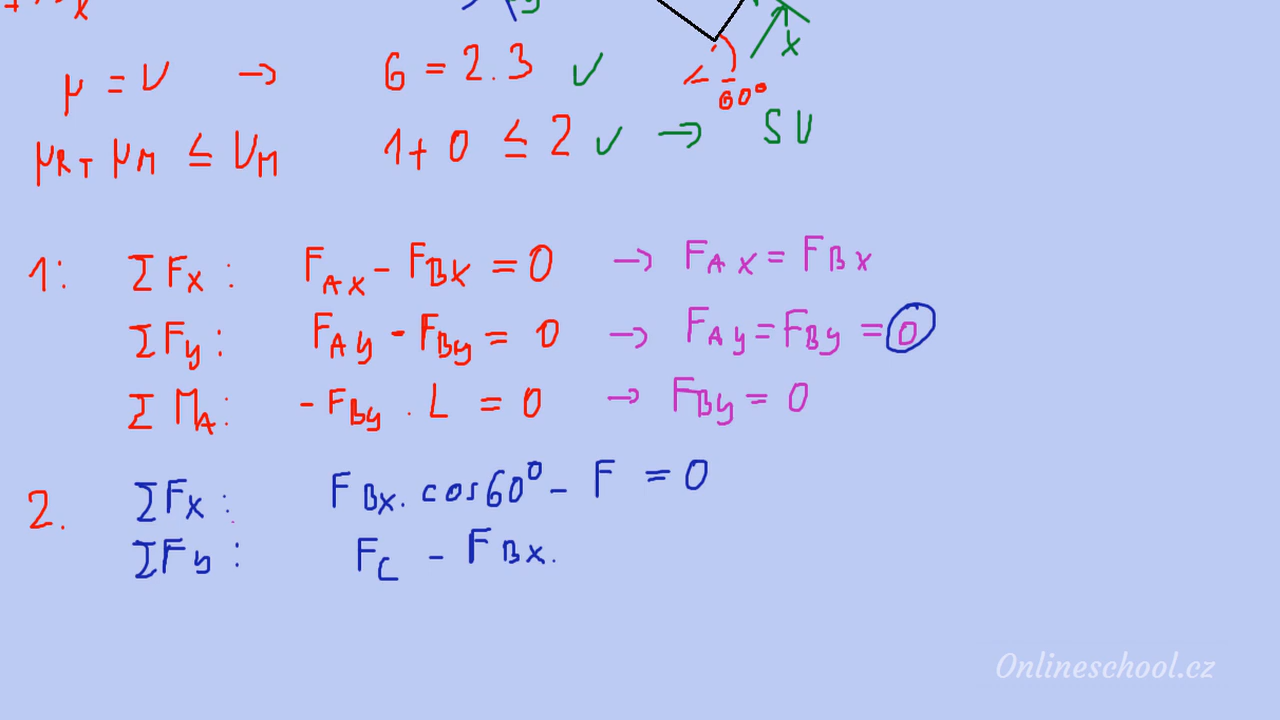 x
y
μ = ν → 6 = 2.3 ✓
60°
x
μRT μM ≤ νM 1+0 ≤ 2 ✓ → SU
1: ΣFx: FAx - FBx = 0 → FAx = FBx
ΣFy: FAy - FBy = 0 → FAy = FBy = 0
ΣMA: - FBy . L = 0 → FBy = 0
2. ΣFx: FBx. cos60° - F = 0
ΣFy: FC - FBx.
Onlineschool.cz